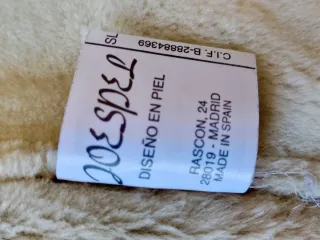 JOESPEL SL
DISEÑO EN PIEL
C.I.F. B-28884369
RASCON, 24
28019 - MADRID
MADE IN SPAIN